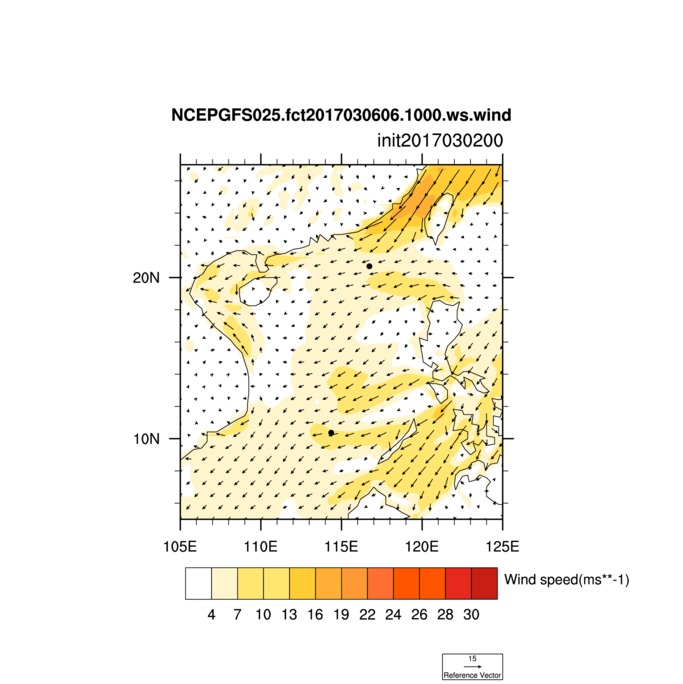 NCEPGFS025.fct2017030606.1000.ws.wind
init2017030200
20N
10N
105E 110E 115E 120E 125E
Wind speed(ms**-1)
4 7 10 13 16 19 22 24 26 28 30
15
Reference Vector